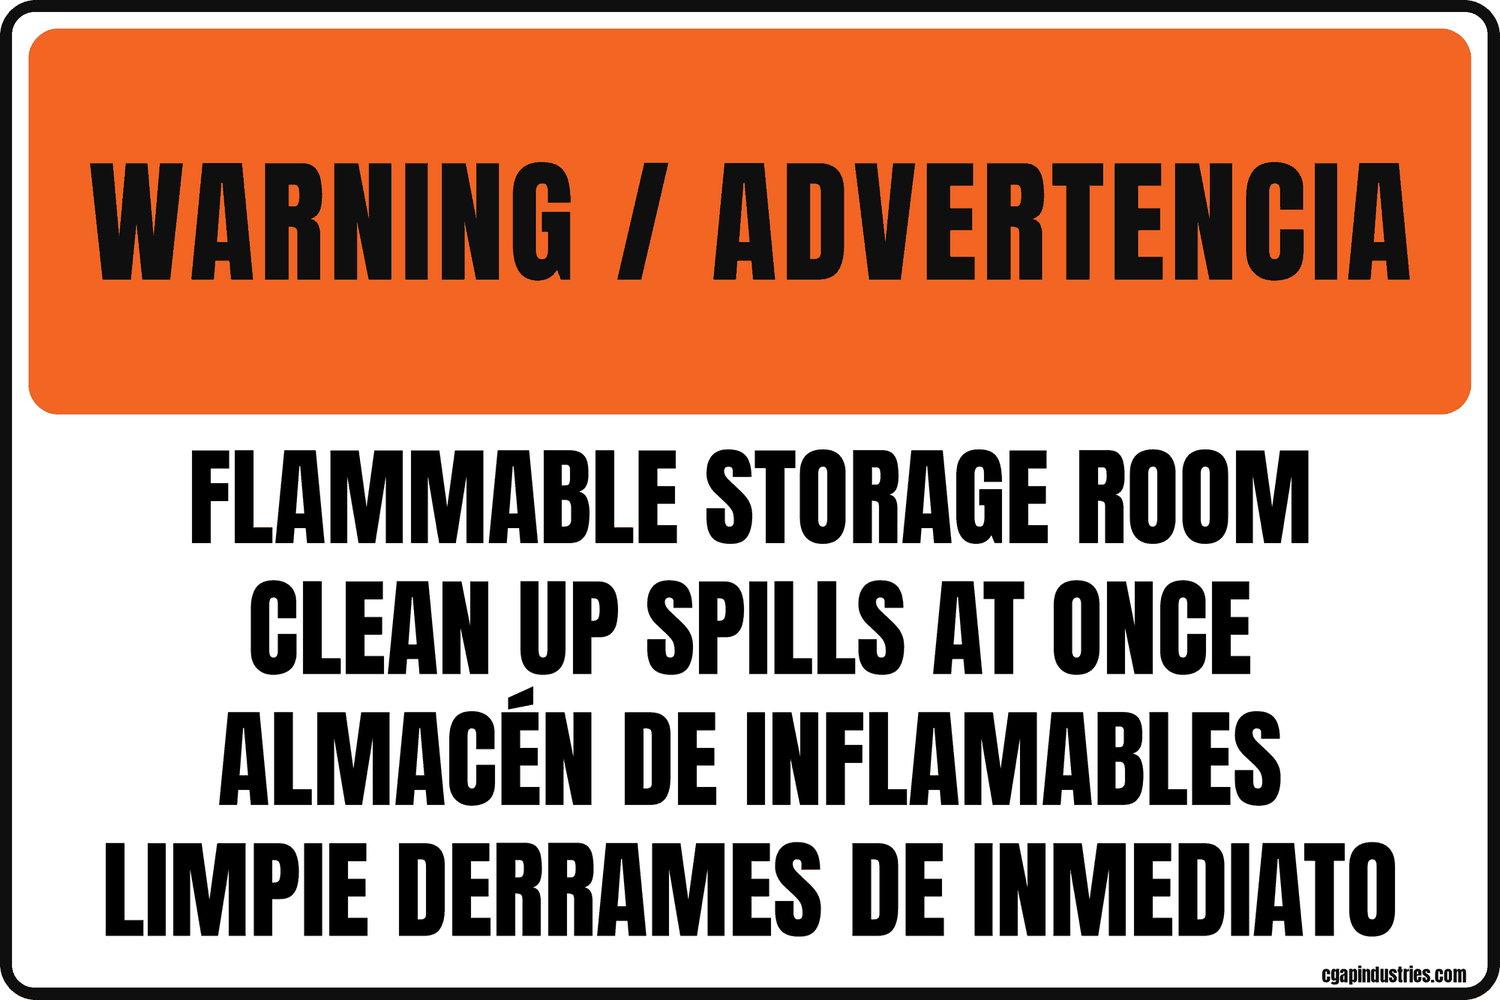 WARNING / ADVERTENCIA
FLAMMABLE STORAGE ROOM
CLEAN UP SPILLS AT ONCE
ALMACÉN DE INFLAMABLES
LIMPIE DERRAMES DE INMEDIATO
cgapindustries.com